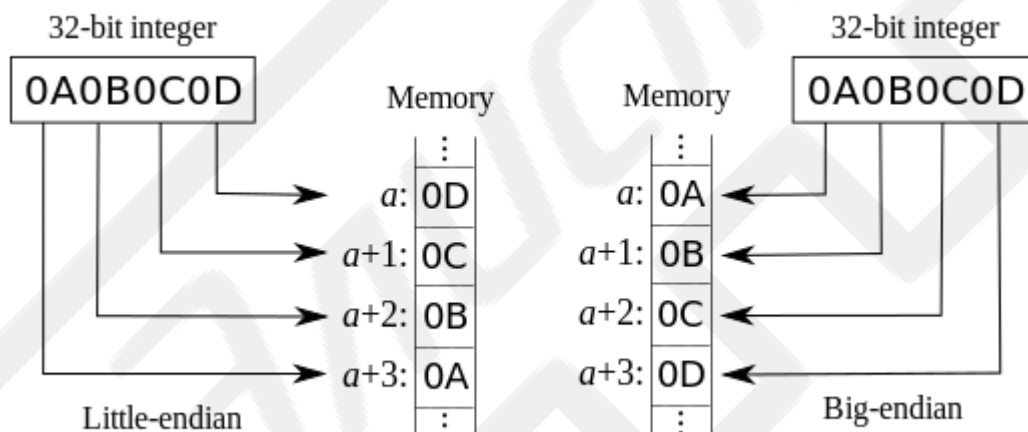 32-bit integer
0A0B0C0D
Memory
⋮
a: 0D
a+1: 0C
a+2: 0B
a+3: 0A
⋮
Little-endian
32-bit integer
0A0B0C0D
Memory
⋮
a: 0A
a+1: 0B
a+2: 0C
a+3: 0D
⋮
Big-endian